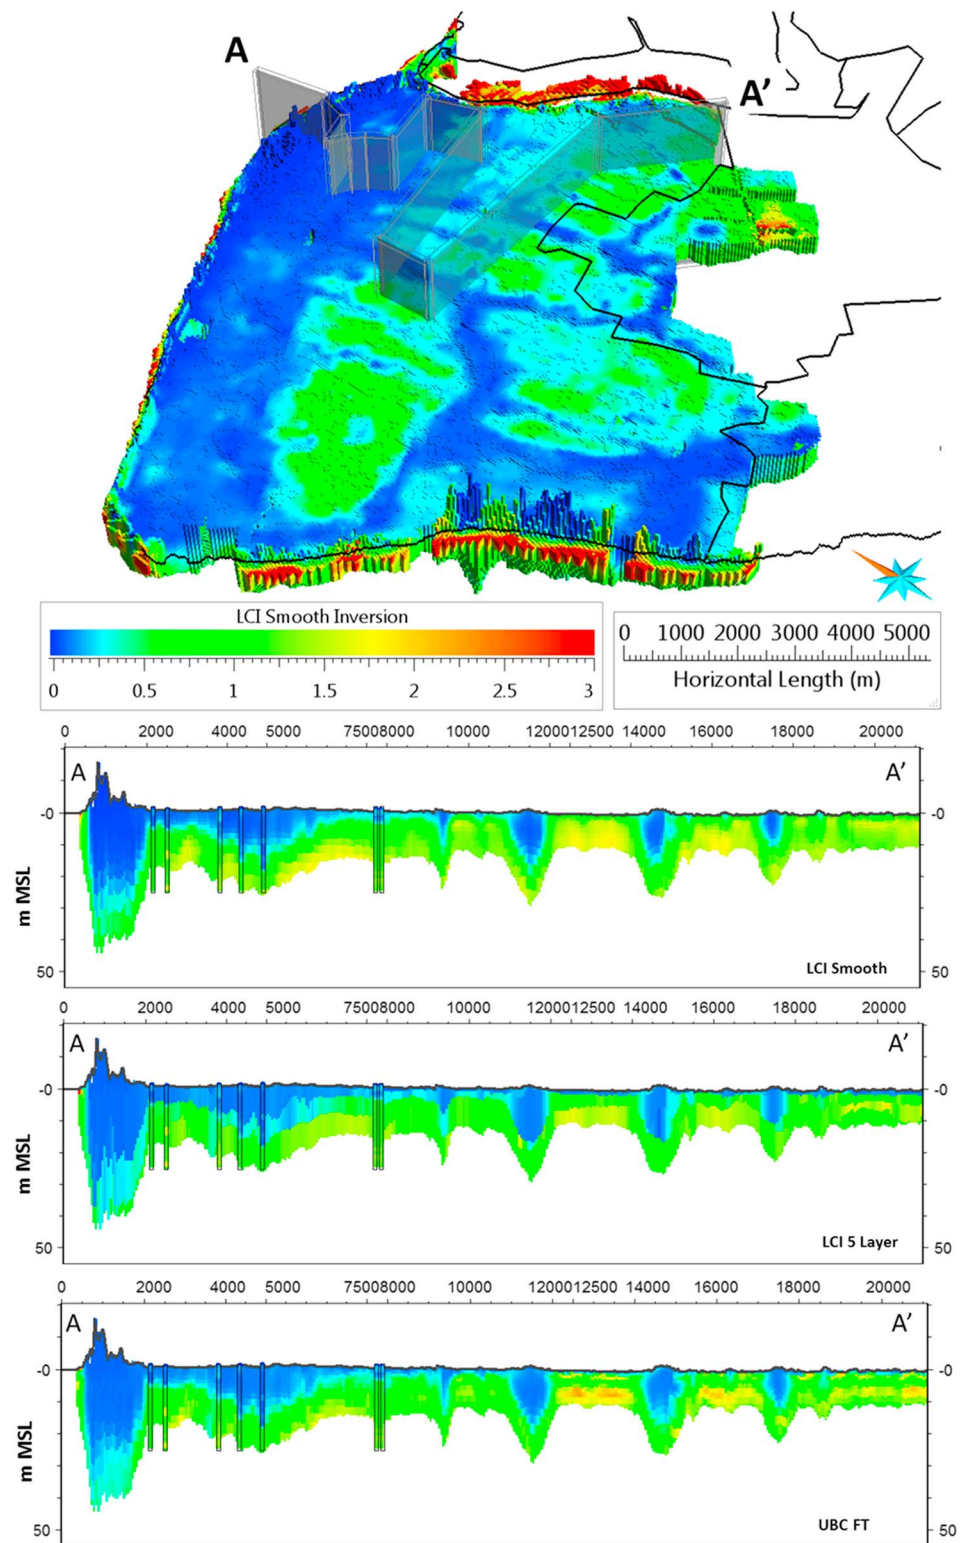 A
A'
LCI Smooth Inversion
0 0.5 1 1.5 2 2.5 3
0 1000 2000 3000 4000 5000
Horizontal Length (m)
0 2000 4000 5000 75008000 10000 1200012500 14000 16000 20000
A A'
-0 -0
m MSL
50 50
LCI Smooth
0 2000 4000 5000 75008000 10000 1200012500 14000 16000 20000
A A'
-0 -0
m MSL
50 50
LCI 5 Layer
0 2000 4000 5000 75008000 10000 1200012500 14000 16000 20000
A A'
-0 -0
m MSL
50 50
UBC FT